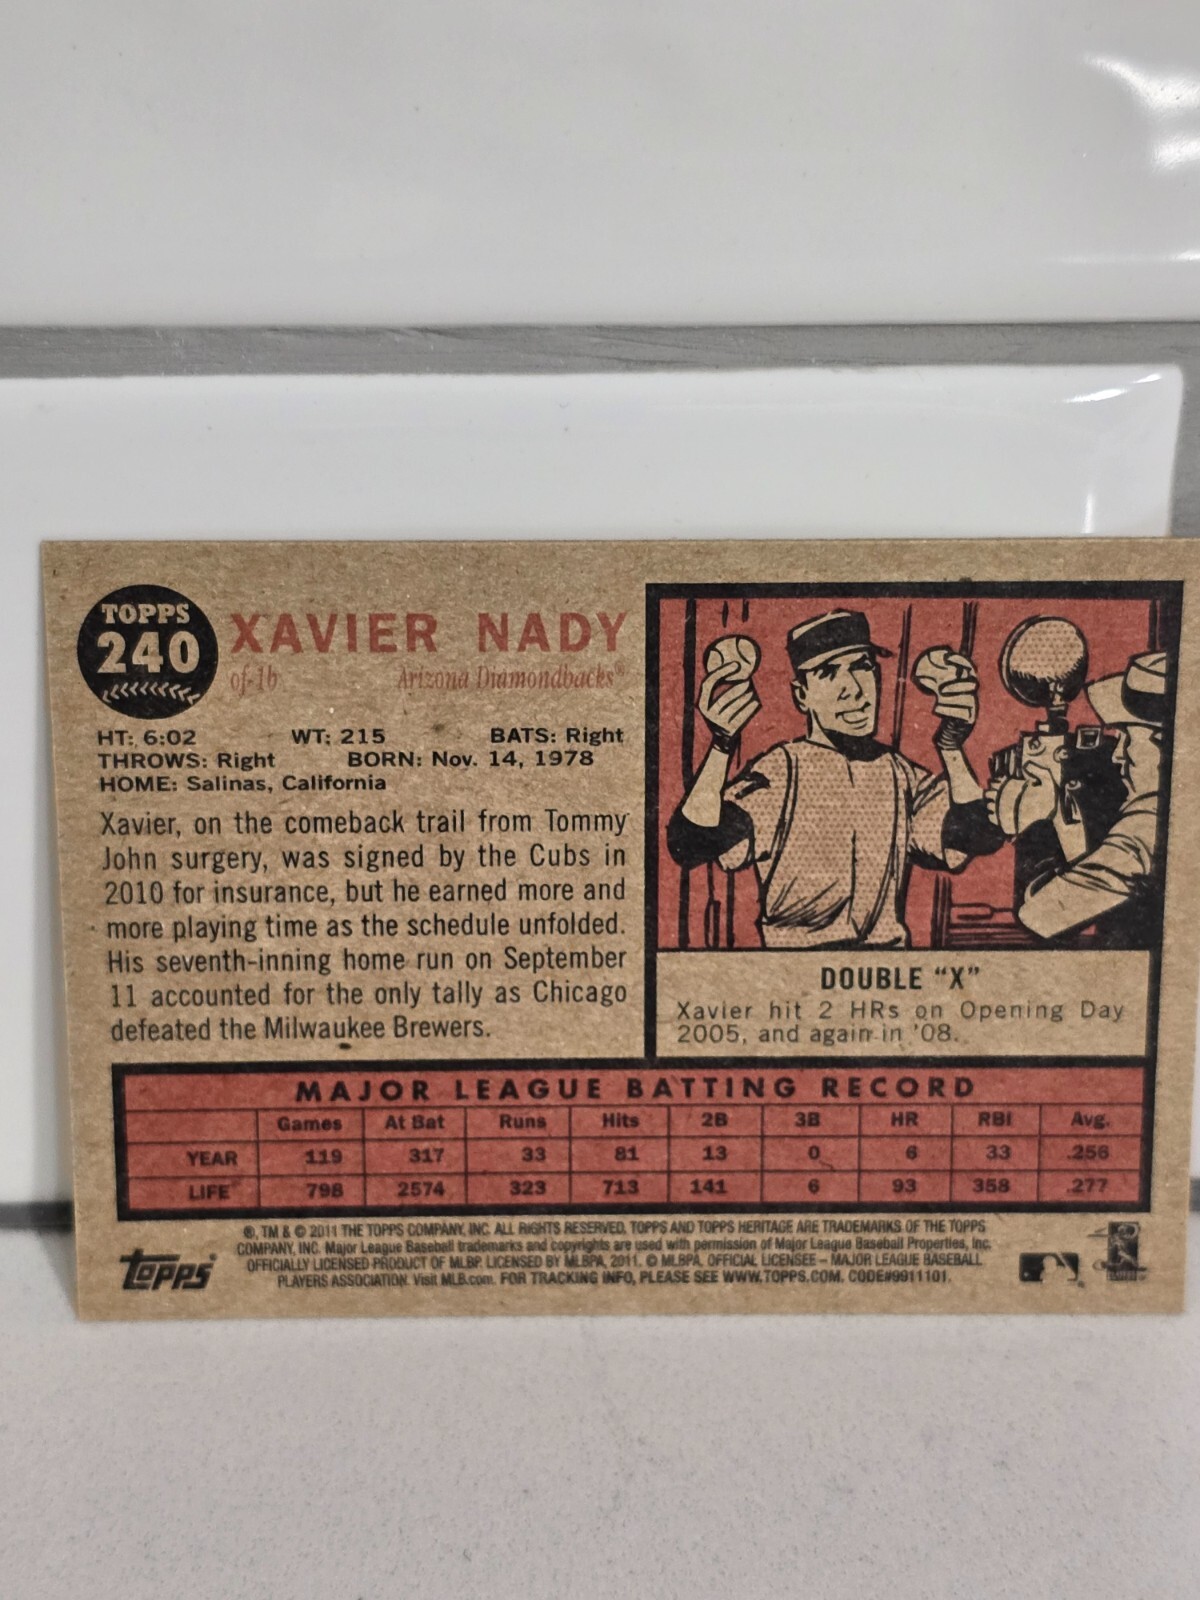 TOPPS
240
XAVIER NADY
of-1b Arizona Diamondbacks®
HT: 6:02 WT: 215 BATS: Right
THROWS: Right BORN: Nov. 14, 1978
HOME: Salinas, California
Xavier, on the comeback trail from Tommy
John surgery, was signed by the Cubs in
2010 for insurance, but he earned more and
more playing time as the schedule unfolded.
His seventh-inning home run on September
11 accounted for the only tally as Chicago
defeated the Milwaukee Brewers.
DOUBLE "X"
Xavier hit 2 HRs on Opening Day
2005, and again in '08.
MAJOR LEAGUE BATTING RECORD
Games At Bat Runs Hits 2B 3B HR RBI Avg.
YEAR 119 317 33 81 13 0 6 33 .256
LIFE 798 2574 323 713 141 6 93 358 .277
®, TM & © 2011 THE TOPPS COMPANY, INC. ALL RIGHTS RESERVED. TOPPS AND TOPPS HERITAGE ARE TRADEMARKS OF THE TOPPS
COMPANY, INC. Major League Baseball trademarks and copyrights are used with permission of Major League Baseball Properties, Inc.
OFFICIALLY LICENSED PRODUCT OF MLBP. LICENSED BY MLBPA, 2011. © MLBPA, OFFICIAL LICENSEE – MAJOR LEAGUE BASEBALL
PLAYERS ASSOCIATION. Visit MLB.com. FOR TRACKING INFO, PLEASE SEE WWW.TOPPS.COM. CODE#9911101.
Topps®